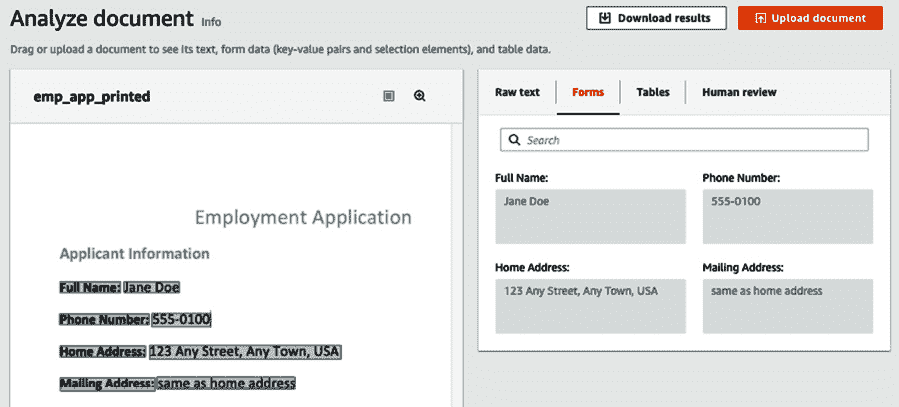 Analyze document Info
Download results
Upload document
Drag or upload a document to see its text, form data (key-value pairs and selection elements), and table data.
emp_app_printed
Employment Application
Applicant Information
Full Name: Jane Doe
Phone Number: 555-0100
Home Address: 123 Any Street, Any Town, USA
Mailing Address: same as home address
Raw text Forms Tables Human review
Search
Full Name:
Jane Doe
Phone Number:
555-0100
Home Address:
123 Any Street, Any Town, USA
Mailing Address:
same as home address